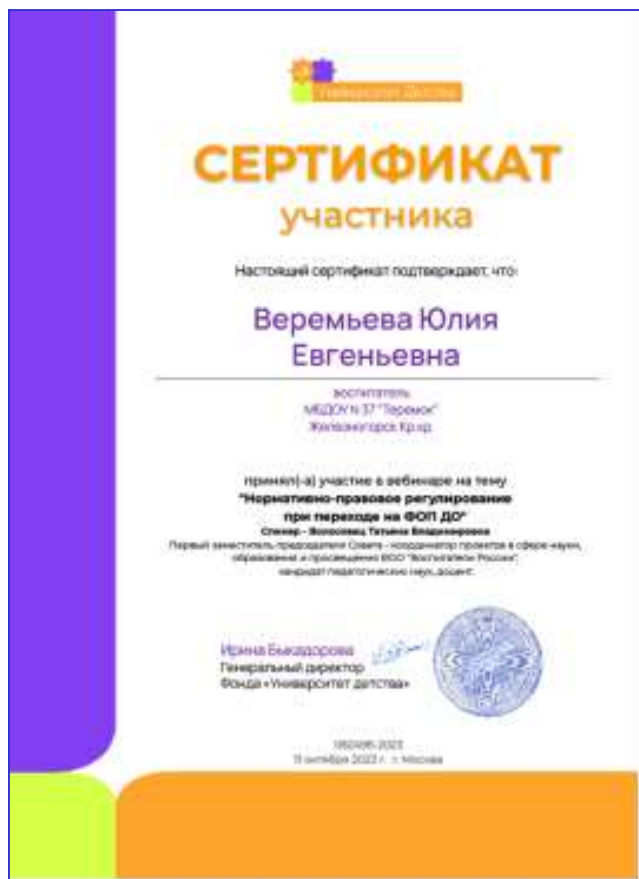 Университет Детства
СЕРТИФИКАТ
участника
Настоящий сертификат подтверждает, что:
Веремьева Юлия
Евгеньевна
воспитатель
МБДОУ N 37 "Теремок"
Железногорск Кр.кр.
принял(-а) участие в вебинаре на тему
"Нормативно-правовое регулирование
при переходе на ФОП ДО"
Спикер - Волосовец Татьяна Владимировна
Первый заместитель председателя Совета - координатор проектов в сфере науки,
образования и просвещения ВОО "Воспитатели России",
кандидат педагогических наук, доцент.
Ирина Быкадорова
Генеральный директор
Фонда «Университет детства»
11 октября 2023 г. г. Москва